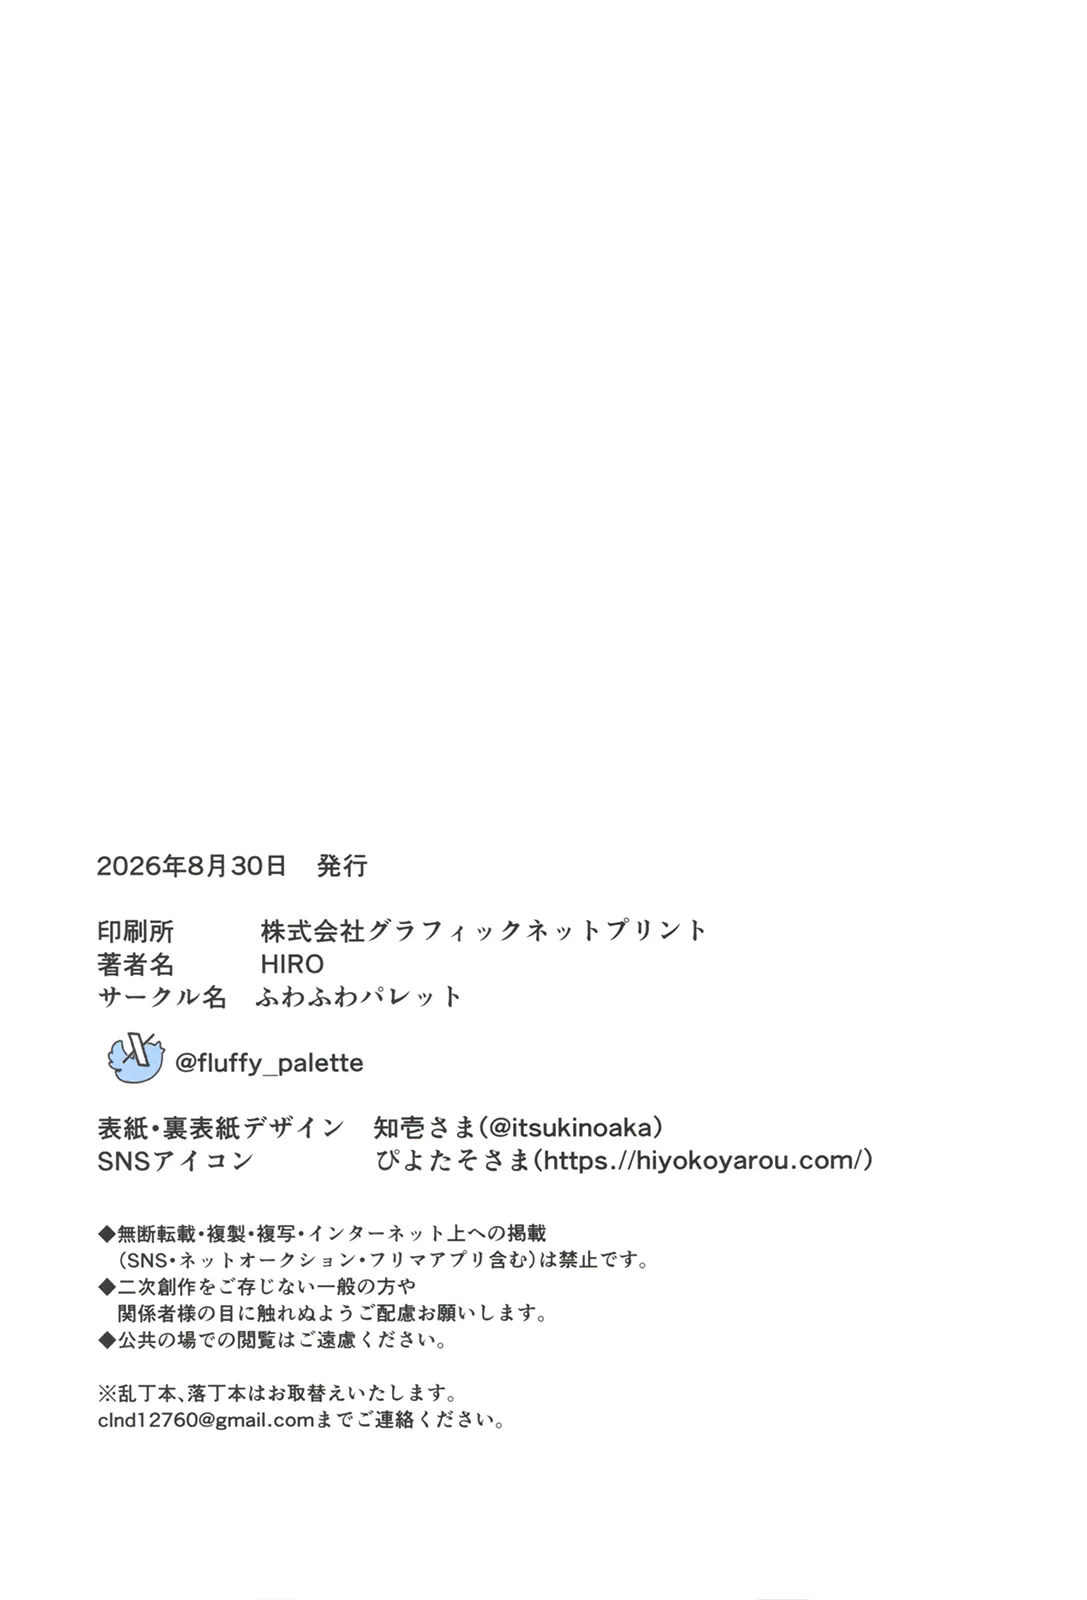 2026年8月30日　発行
印刷所　株式会社グラフィックネットプリント
著者名　HIRO
サークル名　ふわふわパレット
@fluffy_palette
表紙・裏表紙デザイン　知壱さま(@itsukinoaka)
SNSアイコン　ぴよたそさま(https://hiyokoyarou.com/)
◆無断転載・複製・複写・インターネット上への掲載
(SNS・ネットオークション・フリマアプリ含む)は禁止です。
◆二次創作をご存じない一般の方や
関係者様の目に触れぬようご配慮お願いします。
◆公共の場での閲覧はご遠慮ください。
※乱丁本、落丁本はお取替えいたします。
clnd12760@gmail.comまでご連絡ください。